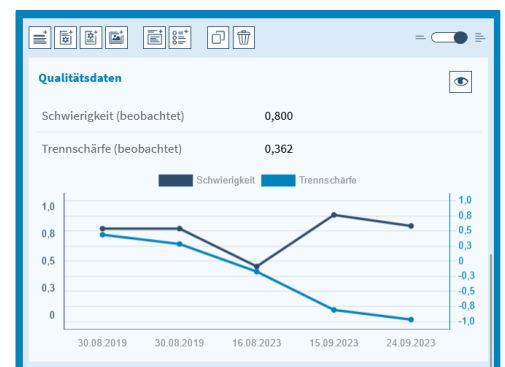 Qualitätsdaten
Schwierigkeit (beobachtet) 0,800
Trennschärfe (beobachtet) 0,362
Schwierigkeit Trennschärfe
1,0 1,0
0,8 0,8
0,5
0,5 0,3
0
0,3 -0,3
-0,5
0 -0,8
-1,0
30.08.2019 30.08.2019 16.08.2023 15.09.2023 24.09.2023